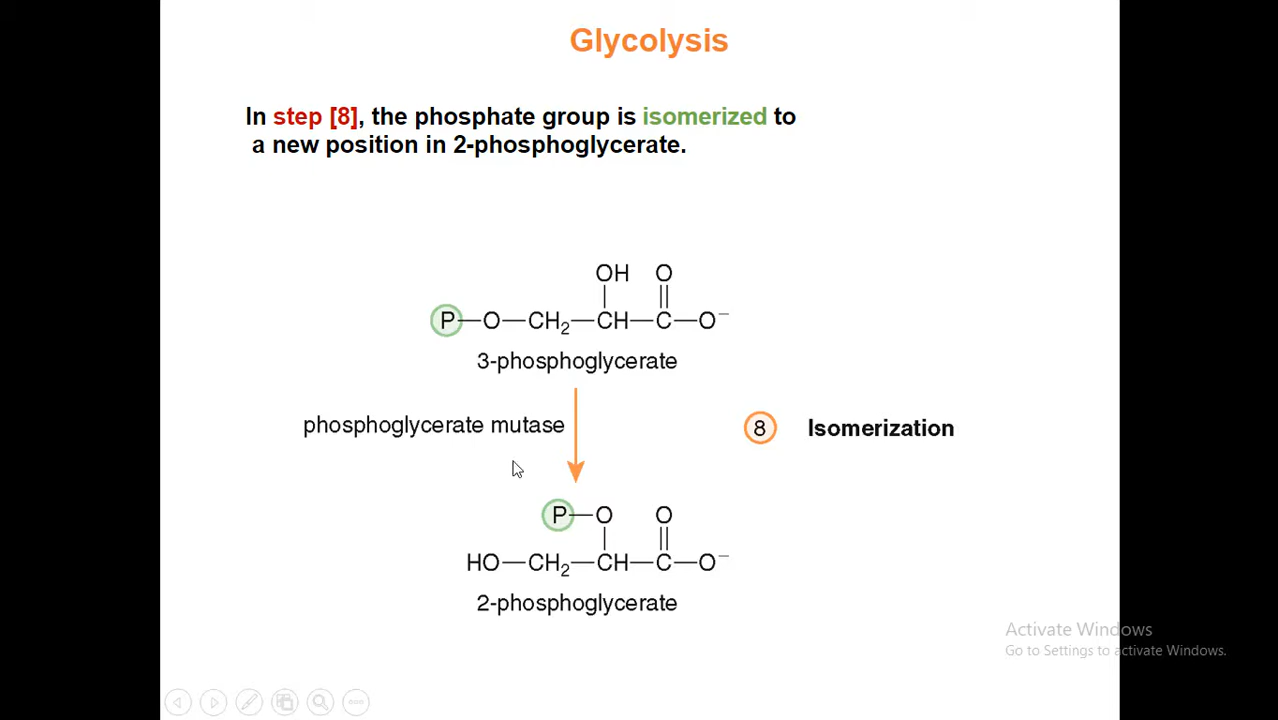 Glycolysis
In step [8], the phosphate group is isomerized to
a new position in 2-phosphoglycerate.
OH O
P—O—CH₂—CH—C—O⁻
3-phosphoglycerate
phosphoglycerate mutase
8 Isomerization
P—O O
HO—CH₂—CH—C—O⁻
2-phosphoglycerate
Activate Windows
Go to Settings to activate Windows.